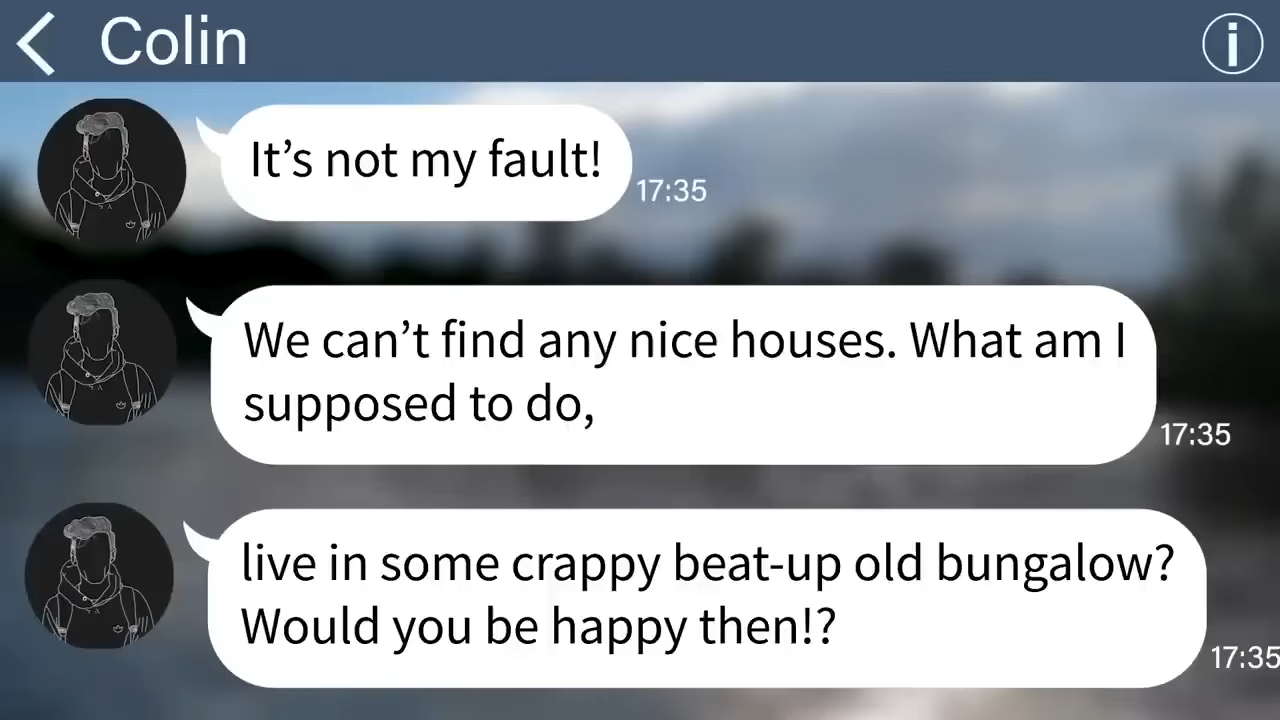 Colin
It’s not my fault!
17:35
We can’t find any nice houses. What am I
supposed to do,
17:35
live in some crappy beat-up old bungalow?
Would you be happy then!?
17:35